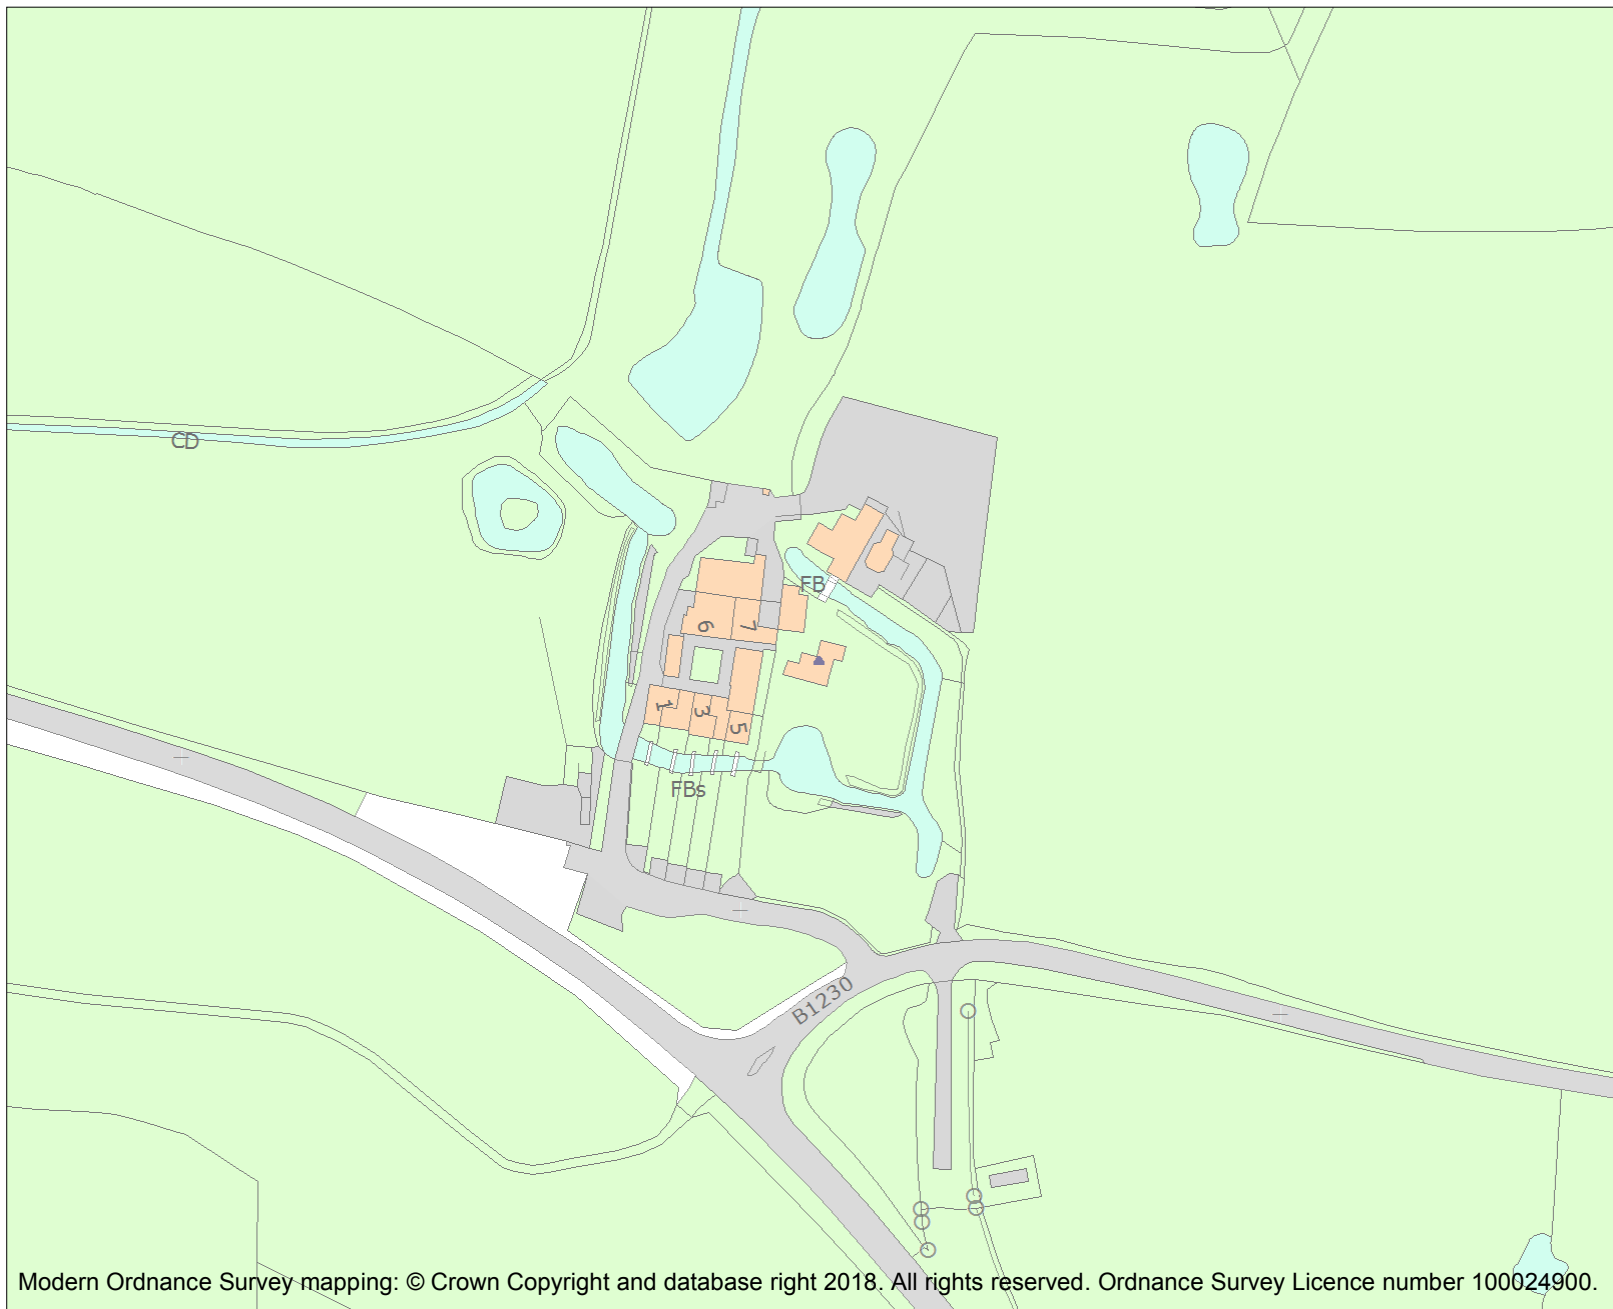 CD
FB
6
7
1
3
5
FBs
B1230
Modern Ordnance Survey mapping: © Crown Copyright and database right 2018. All rights reserved. Ordnance Survey Licence number 100024900.